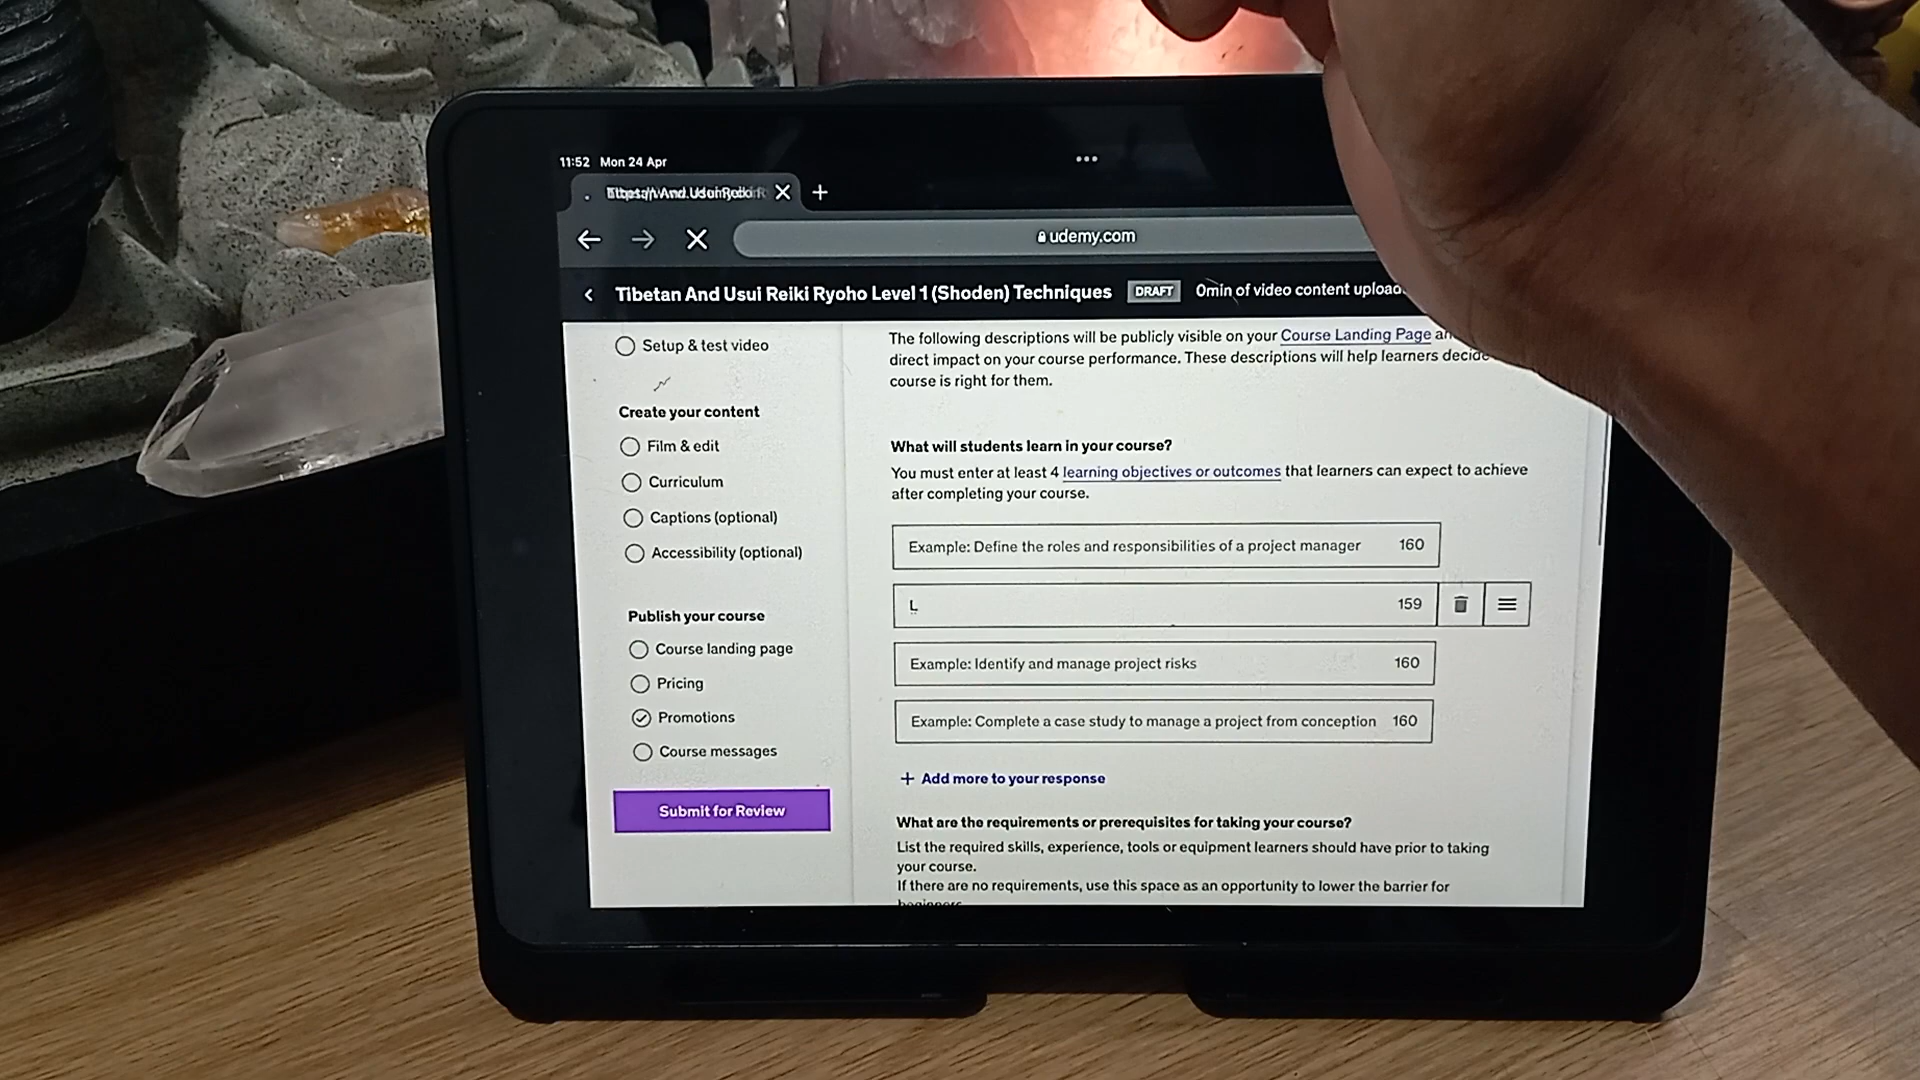 11:52 Mon 24 Apr
udemy.com
Tibetan And Usui Reiki Ryoho Level 1 (Shoden) Techniques DRAFT 0min of video content
Setup & test video
Create your content
Film & edit
Curriculum
Captions (optional)
Accessibility (optional)
Publish your course
Course landing page
Pricing
Promotions
Course messages
Submit for Review
The following descriptions will be publicly visible on your Course Landing Page
direct impact on your course performance. These descriptions will help learners
course is right for them.
What will students learn in your course?
You must enter at least 4 learning objectives or outcomes that learners can expect to achieve
after completing your course.
Example: Define the roles and responsibilities of a project manager 160
L 159
Example: Identify and manage project risks 160
Example: Complete a case study to manage a project from conception 160
+ Add more to your response
What are the requirements or prerequisites for taking your course?
List the required skills, experience, tools or equipment learners should have prior to taking
your course.
If there are no requirements, use this space as an opportunity to lower the barrier for